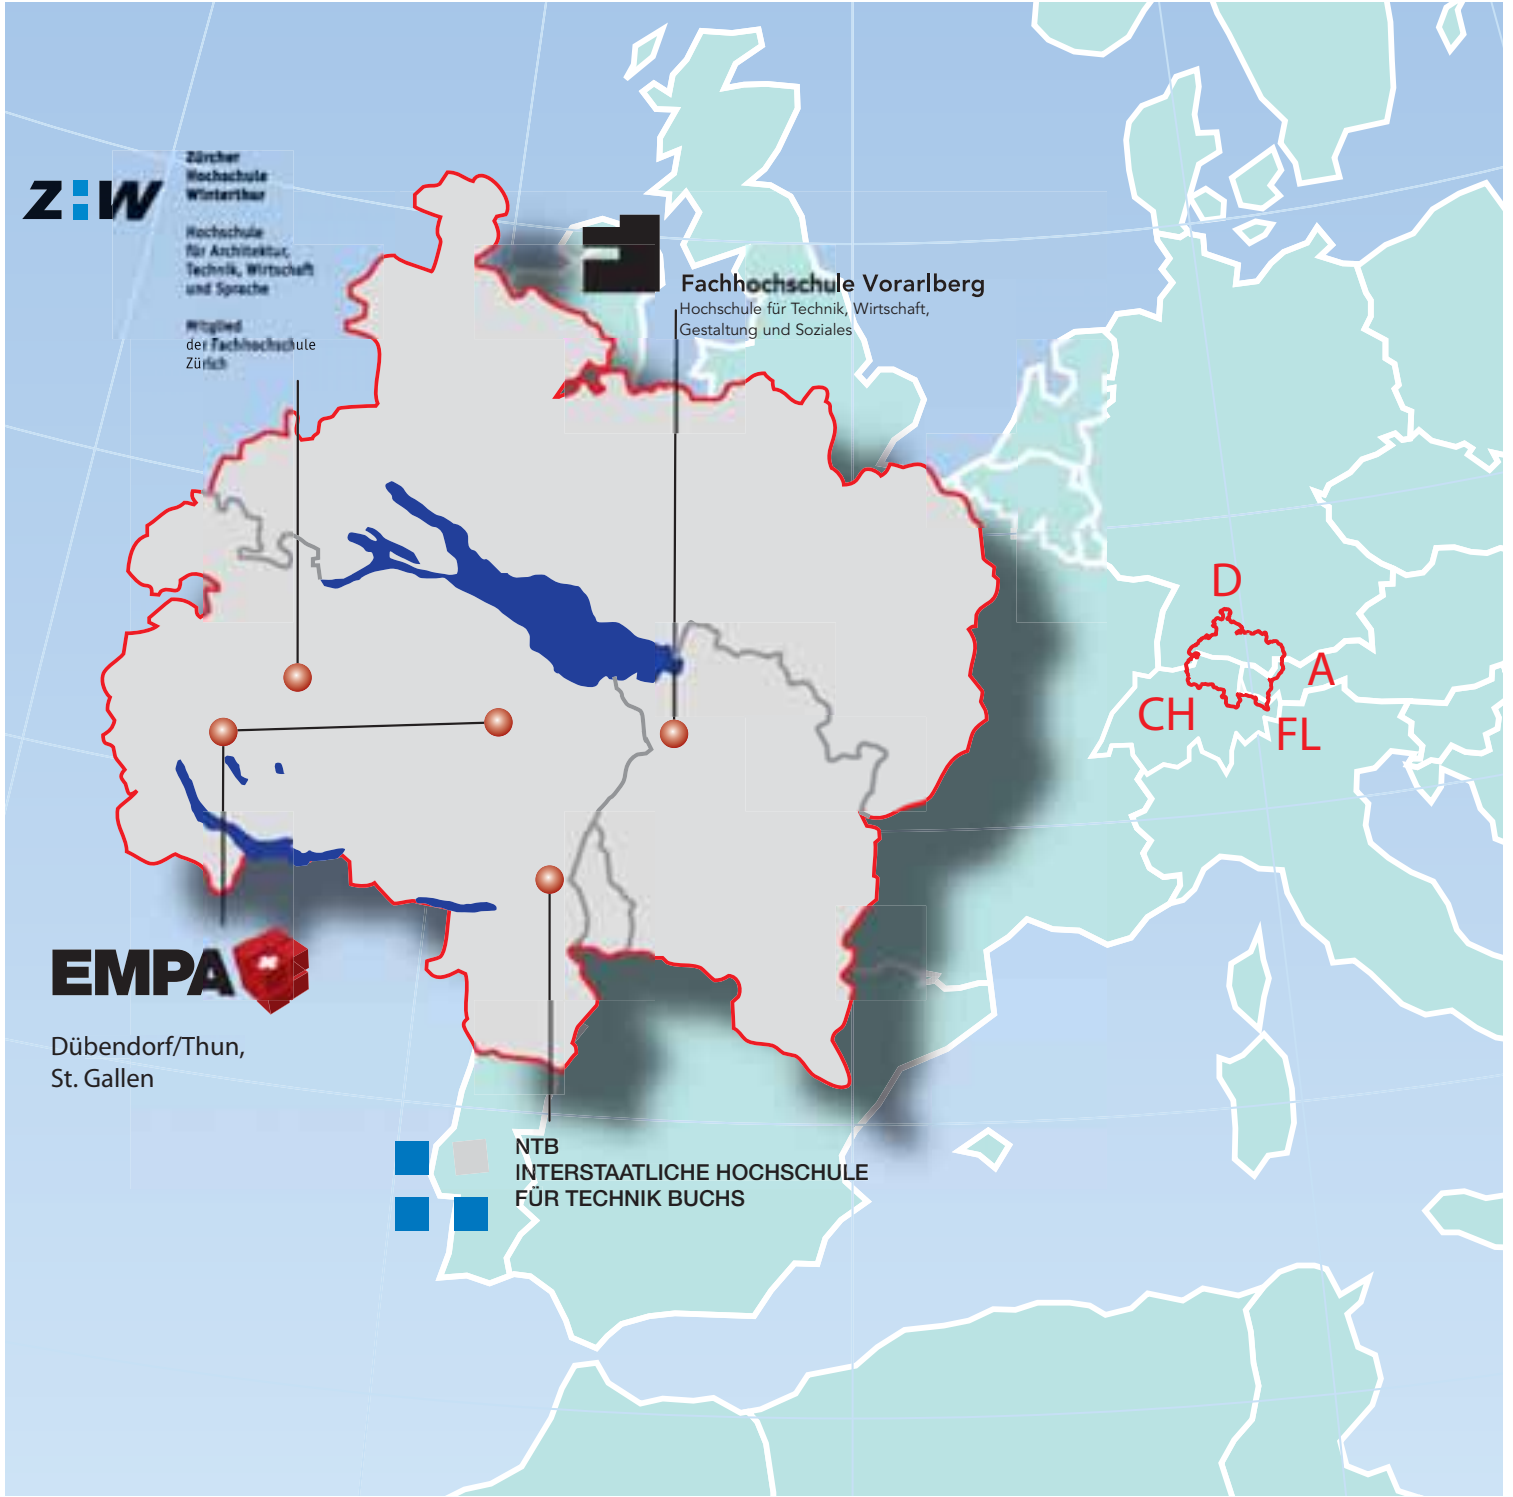 Z:W
Zürcher
Hochschule
Winterthur
Hochschule
für Architektur,
Technik, Wirtschaft
und Sprache
Mitglied
der Fachhochschule
Zürich
Fachhochschule Vorarlberg
Hochschule für Technik, Wirtschaft,
Gestaltung und Soziales
D
A
CH
FL
EMPA
Dübendorf/Thun,
St. Gallen
NTB
INTERSTAATLICHE HOCHSCHULE
FÜR TECHNIK BUCHS